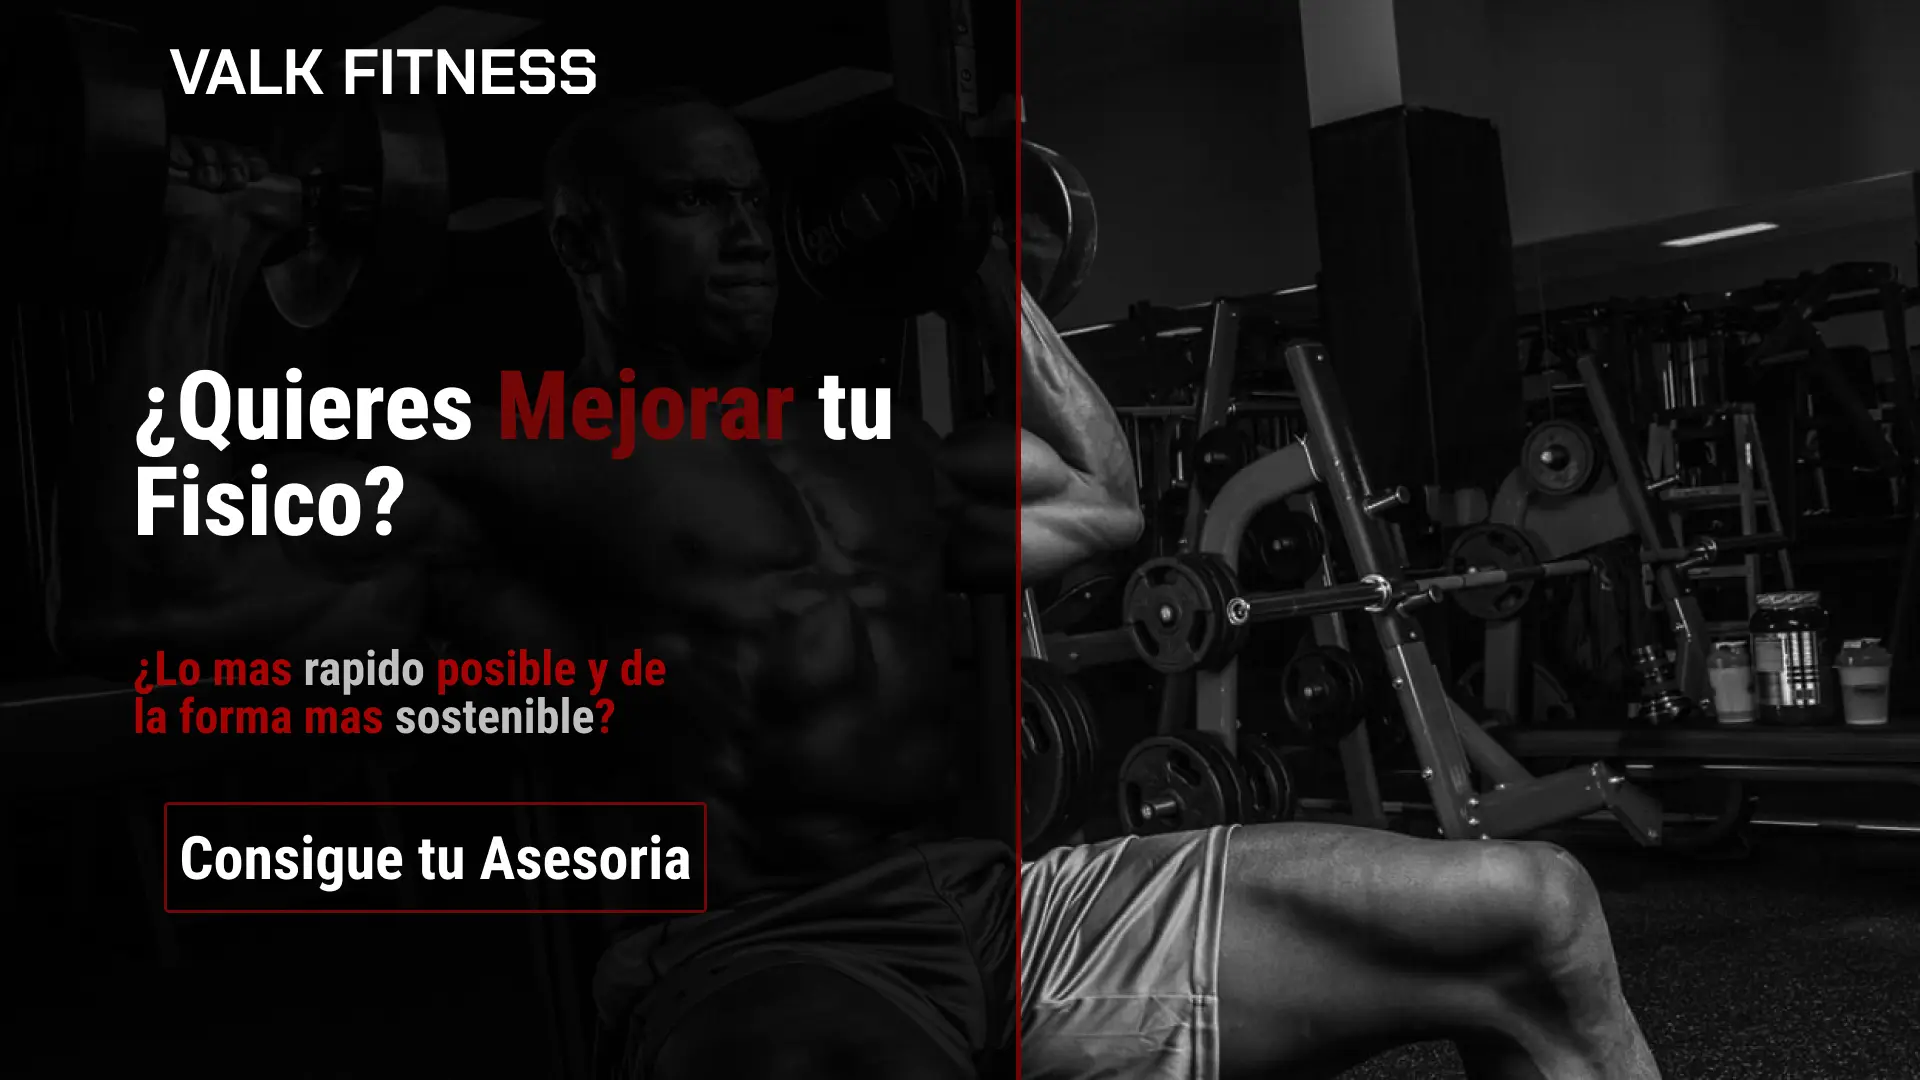 VALK FITNESS
¿Quieres Mejorar tu
Fisico?
¿Lo mas rapido posible y de
la forma mas sostenible?
Consigue tu Asesoria